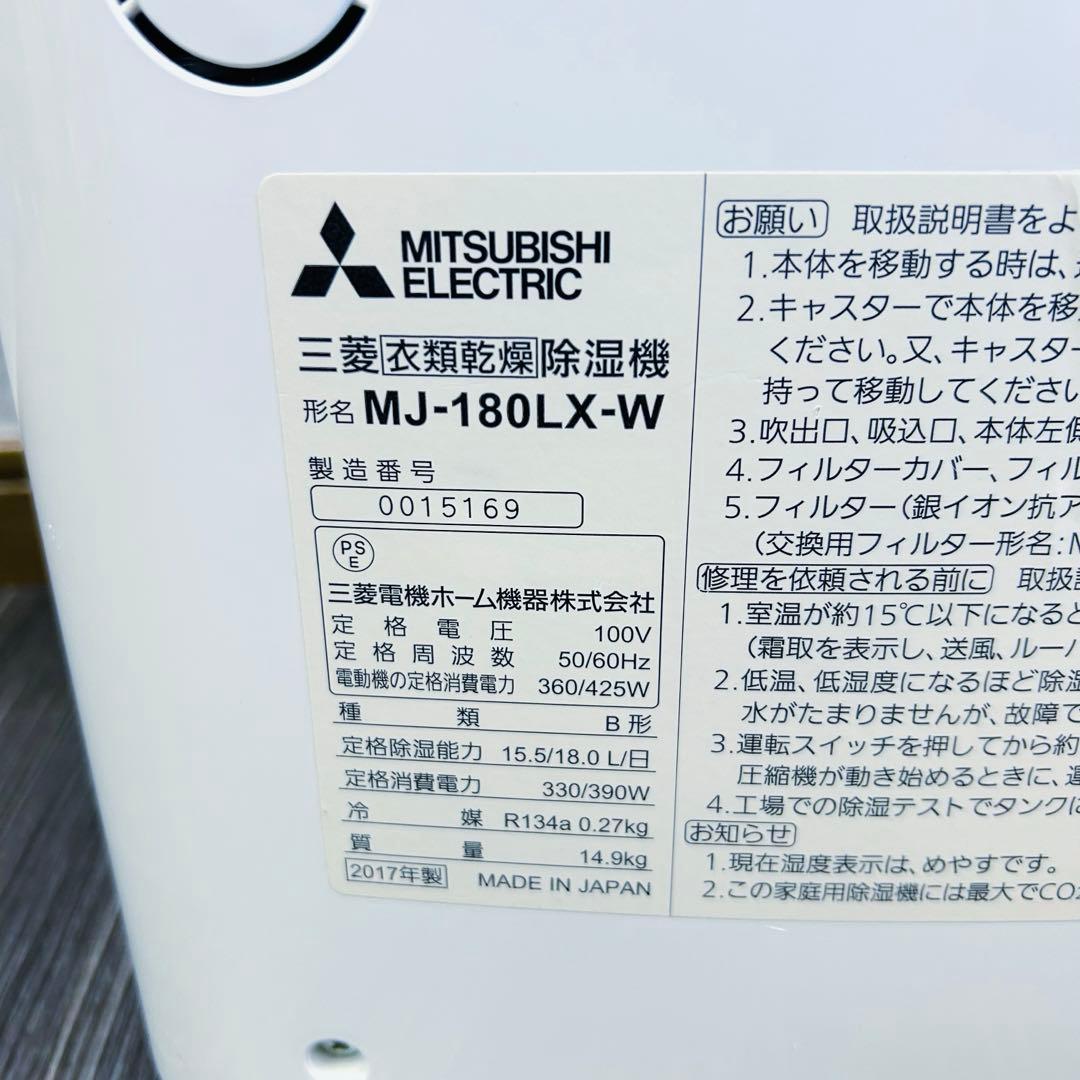 MITSUBISHI
ELECTRIC
三菱衣類乾燥除湿機
形名 MJ-180LX-W
製造番号
0015169
PS
E
三菱電機ホーム機器株式会社
定格電圧 100V
定格周波数 50/60Hz
電動機の定格消費電力 360/425W
種類 B形
定格除湿能力 15.5/18.0 L/日
定格消費電力 330/390W
冷媒 R134a 0.27kg
質量 14.9kg
2017年製 MADE IN JAPAN
お願い 取扱説明書をよ
1.本体を移動する時は、
2.キャスターで本体を移
ください。又、キャスター
持って移動してください
3.吹出口、吸込口、本体左側
4.フィルターカバー、フィル
5.フィルター(銀イオン抗ア
(交換用フィルター形名:M
修理を依頼される前に 取扱説
1.室温が約15℃以下になると
(霜取を表示し、送風、ルーバ
2.低温、低湿度になるほど除湿
水がたまりませんが、故障で
3.運転スイッチを押してから約
圧縮機が動き始めるときに、運
4.工場での除湿テストでタンクに
お知らせ
1.現在湿度表示は、めやすです。
2.この家庭用除湿機には最大でCO2